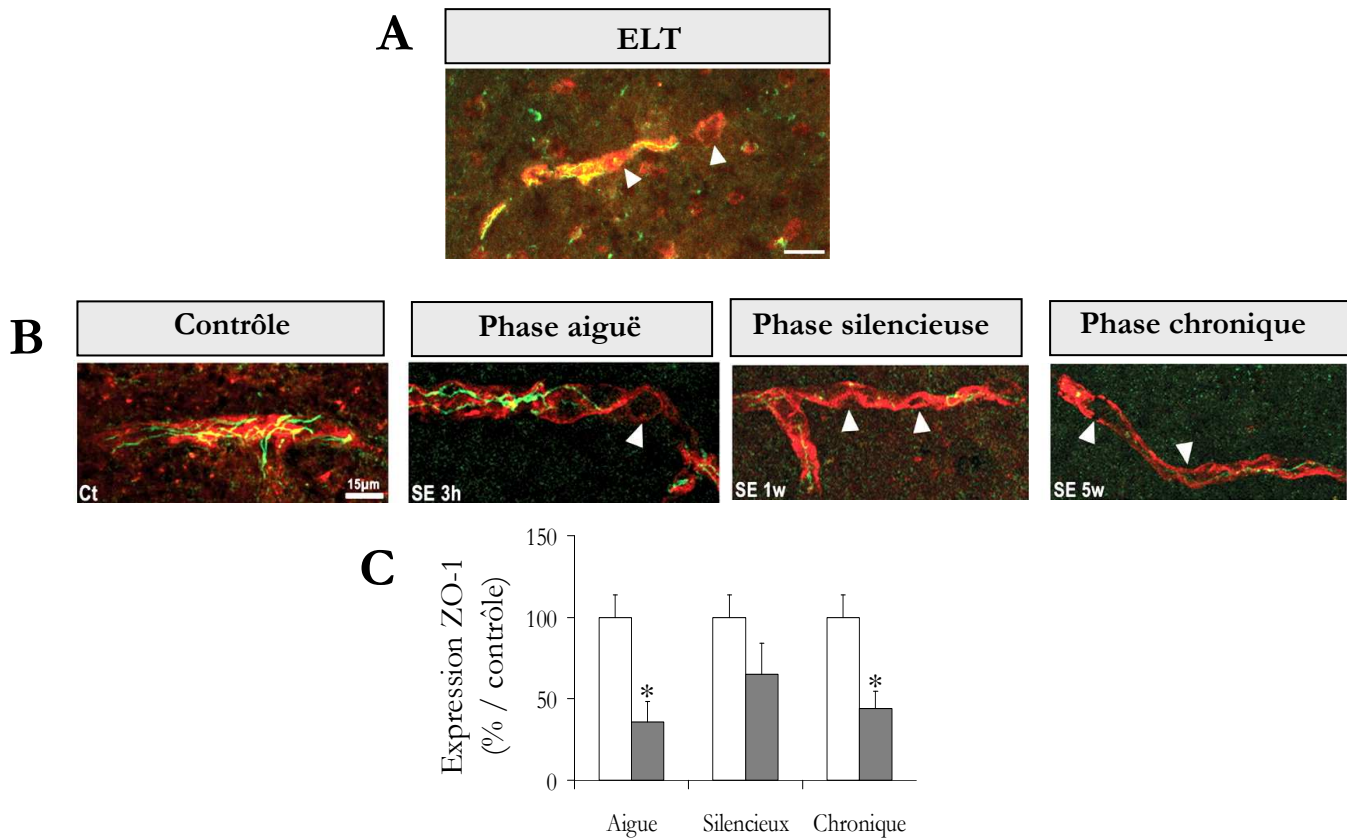 A
ELT
B
Contrôle
Phase aiguë
Phase silencieuse
Phase chronique
Ct
15µm
SE 3h
SE 1w
SE 5w
C
Expression ZO-1
(% / contrôle)
150
100
50
0
*
*
Aigue
Silencieux
Chronique